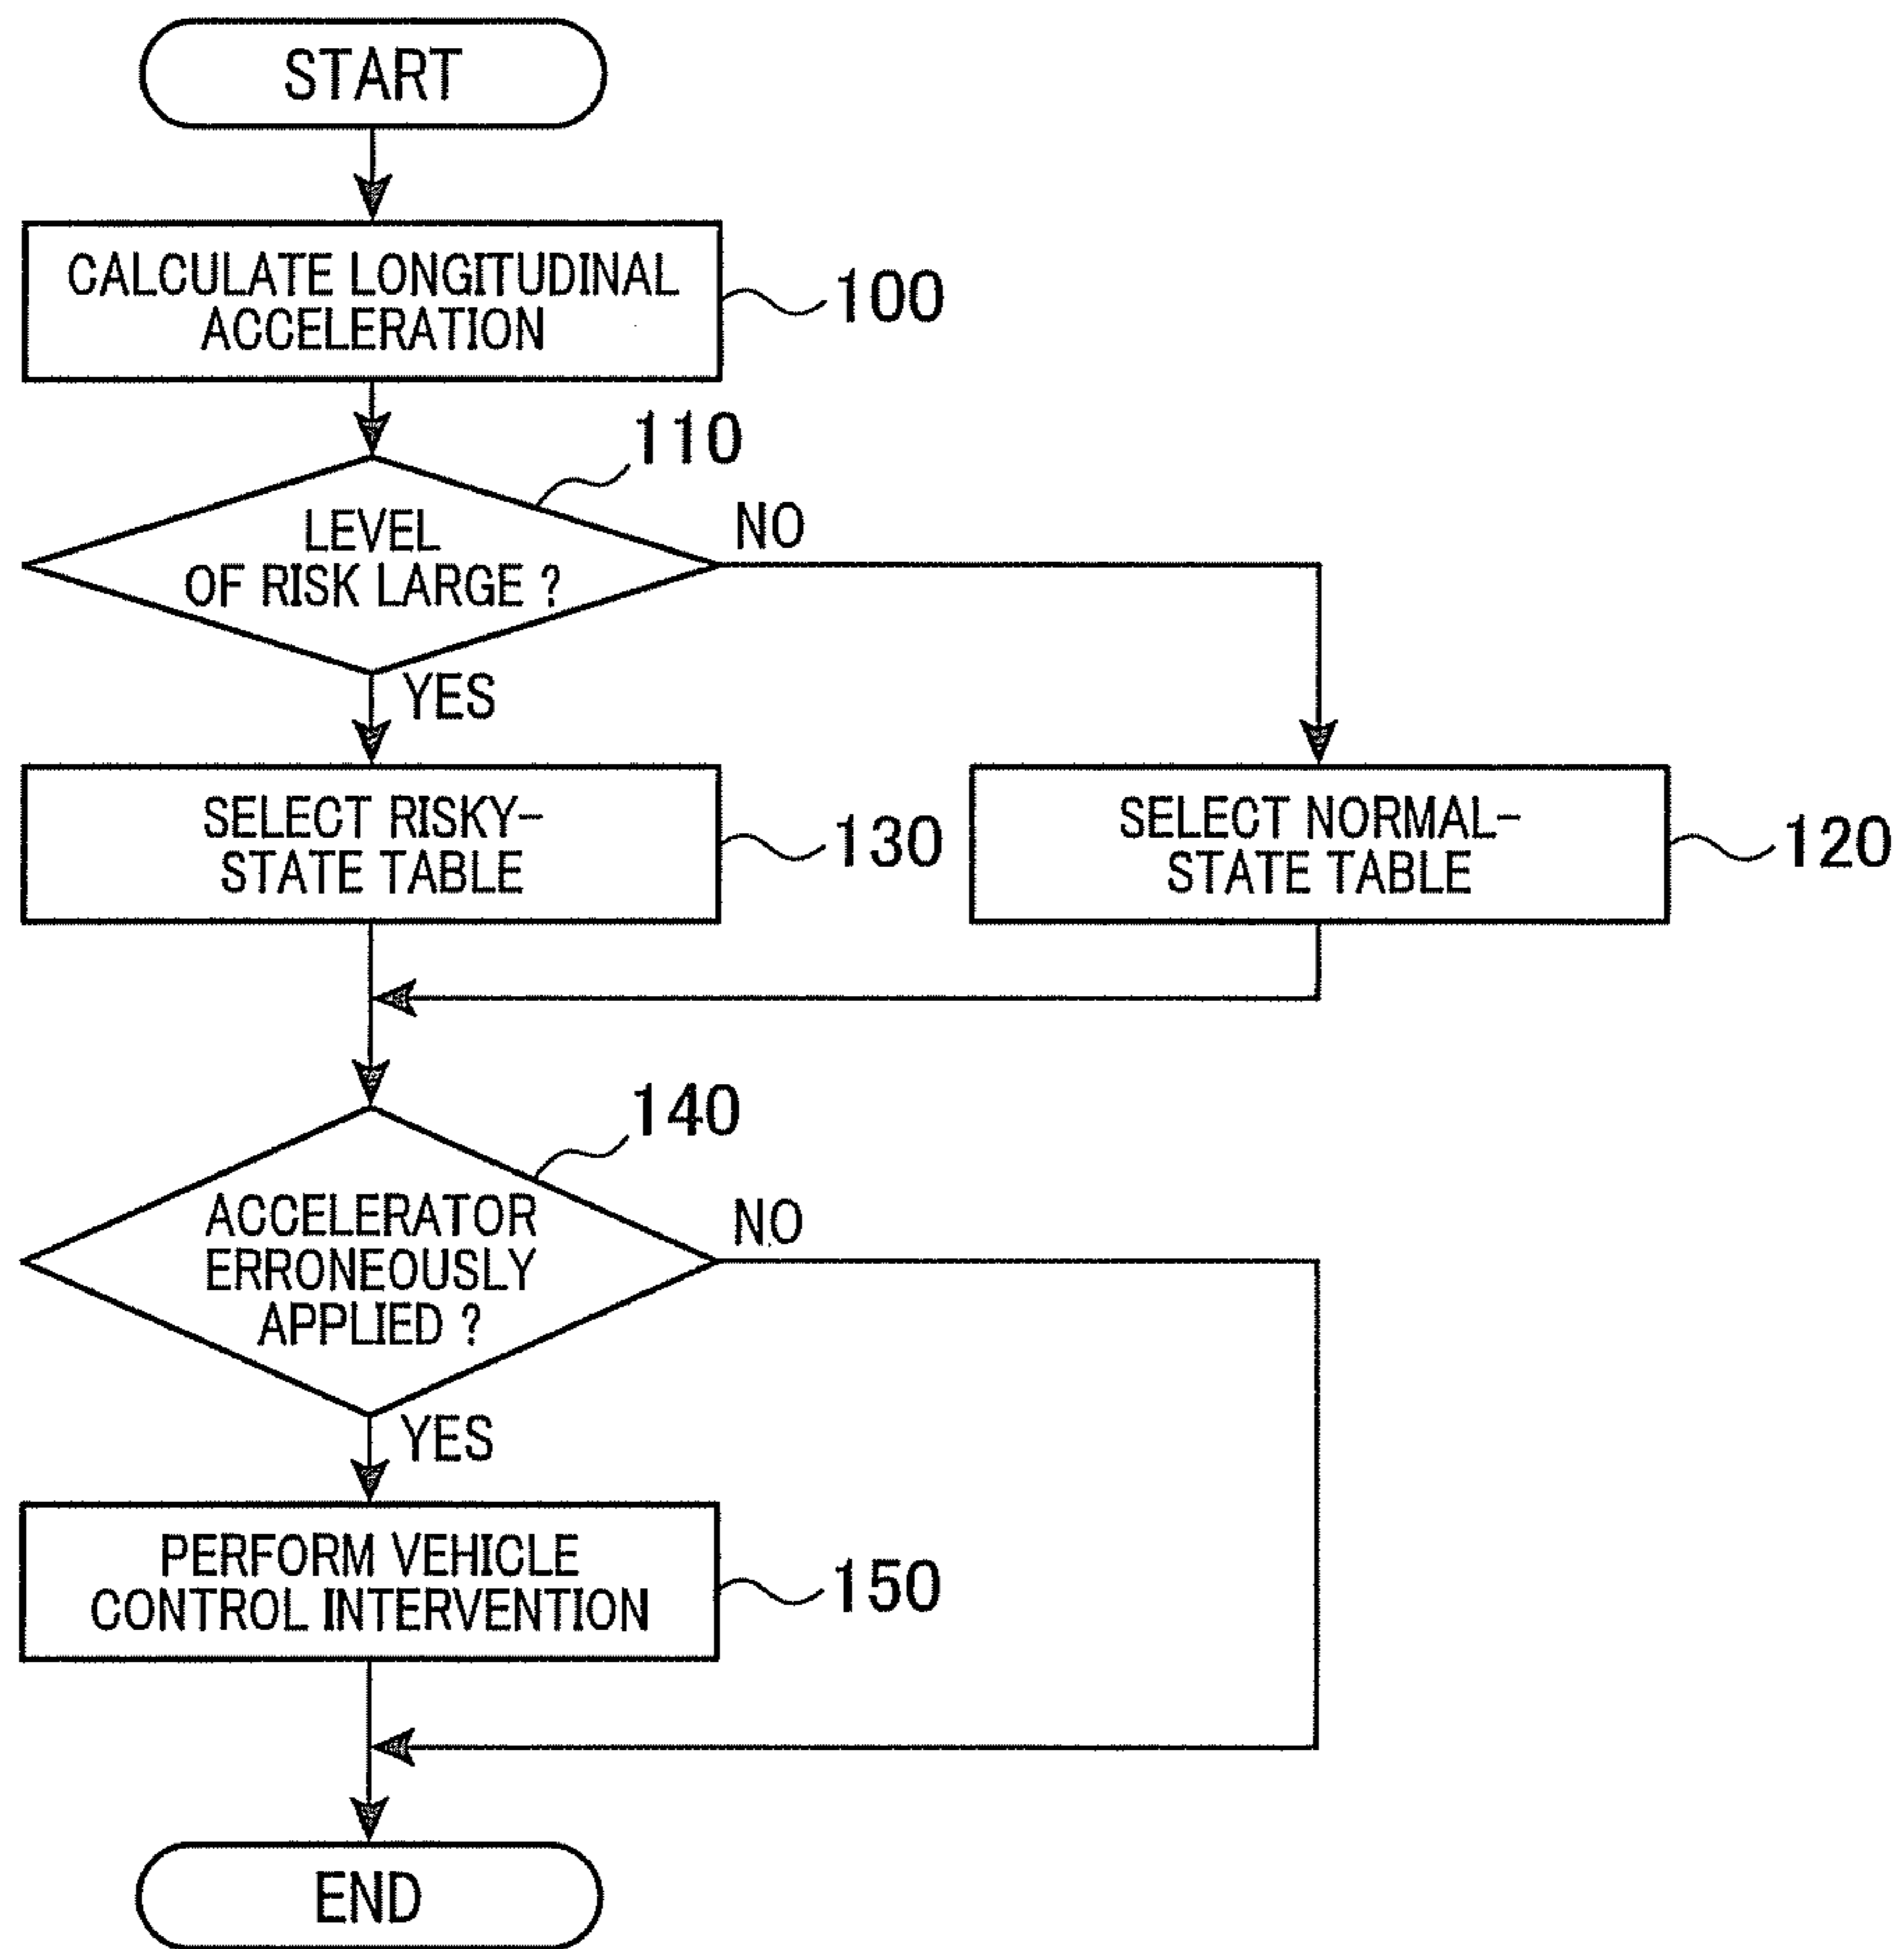 START
CALCULATE LONGITUDINAL
ACCELERATION
100
110
LEVEL
OF RISK LARGE ?
NO
YES
SELECT RISKY-
STATE TABLE
130
SELECT NORMAL-
STATE TABLE
120
140
ACCELERATOR
ERRONEOUSLY
APPLIED ?
NO
YES
PERFORM VEHICLE
CONTROL INTERVENTION
150
END